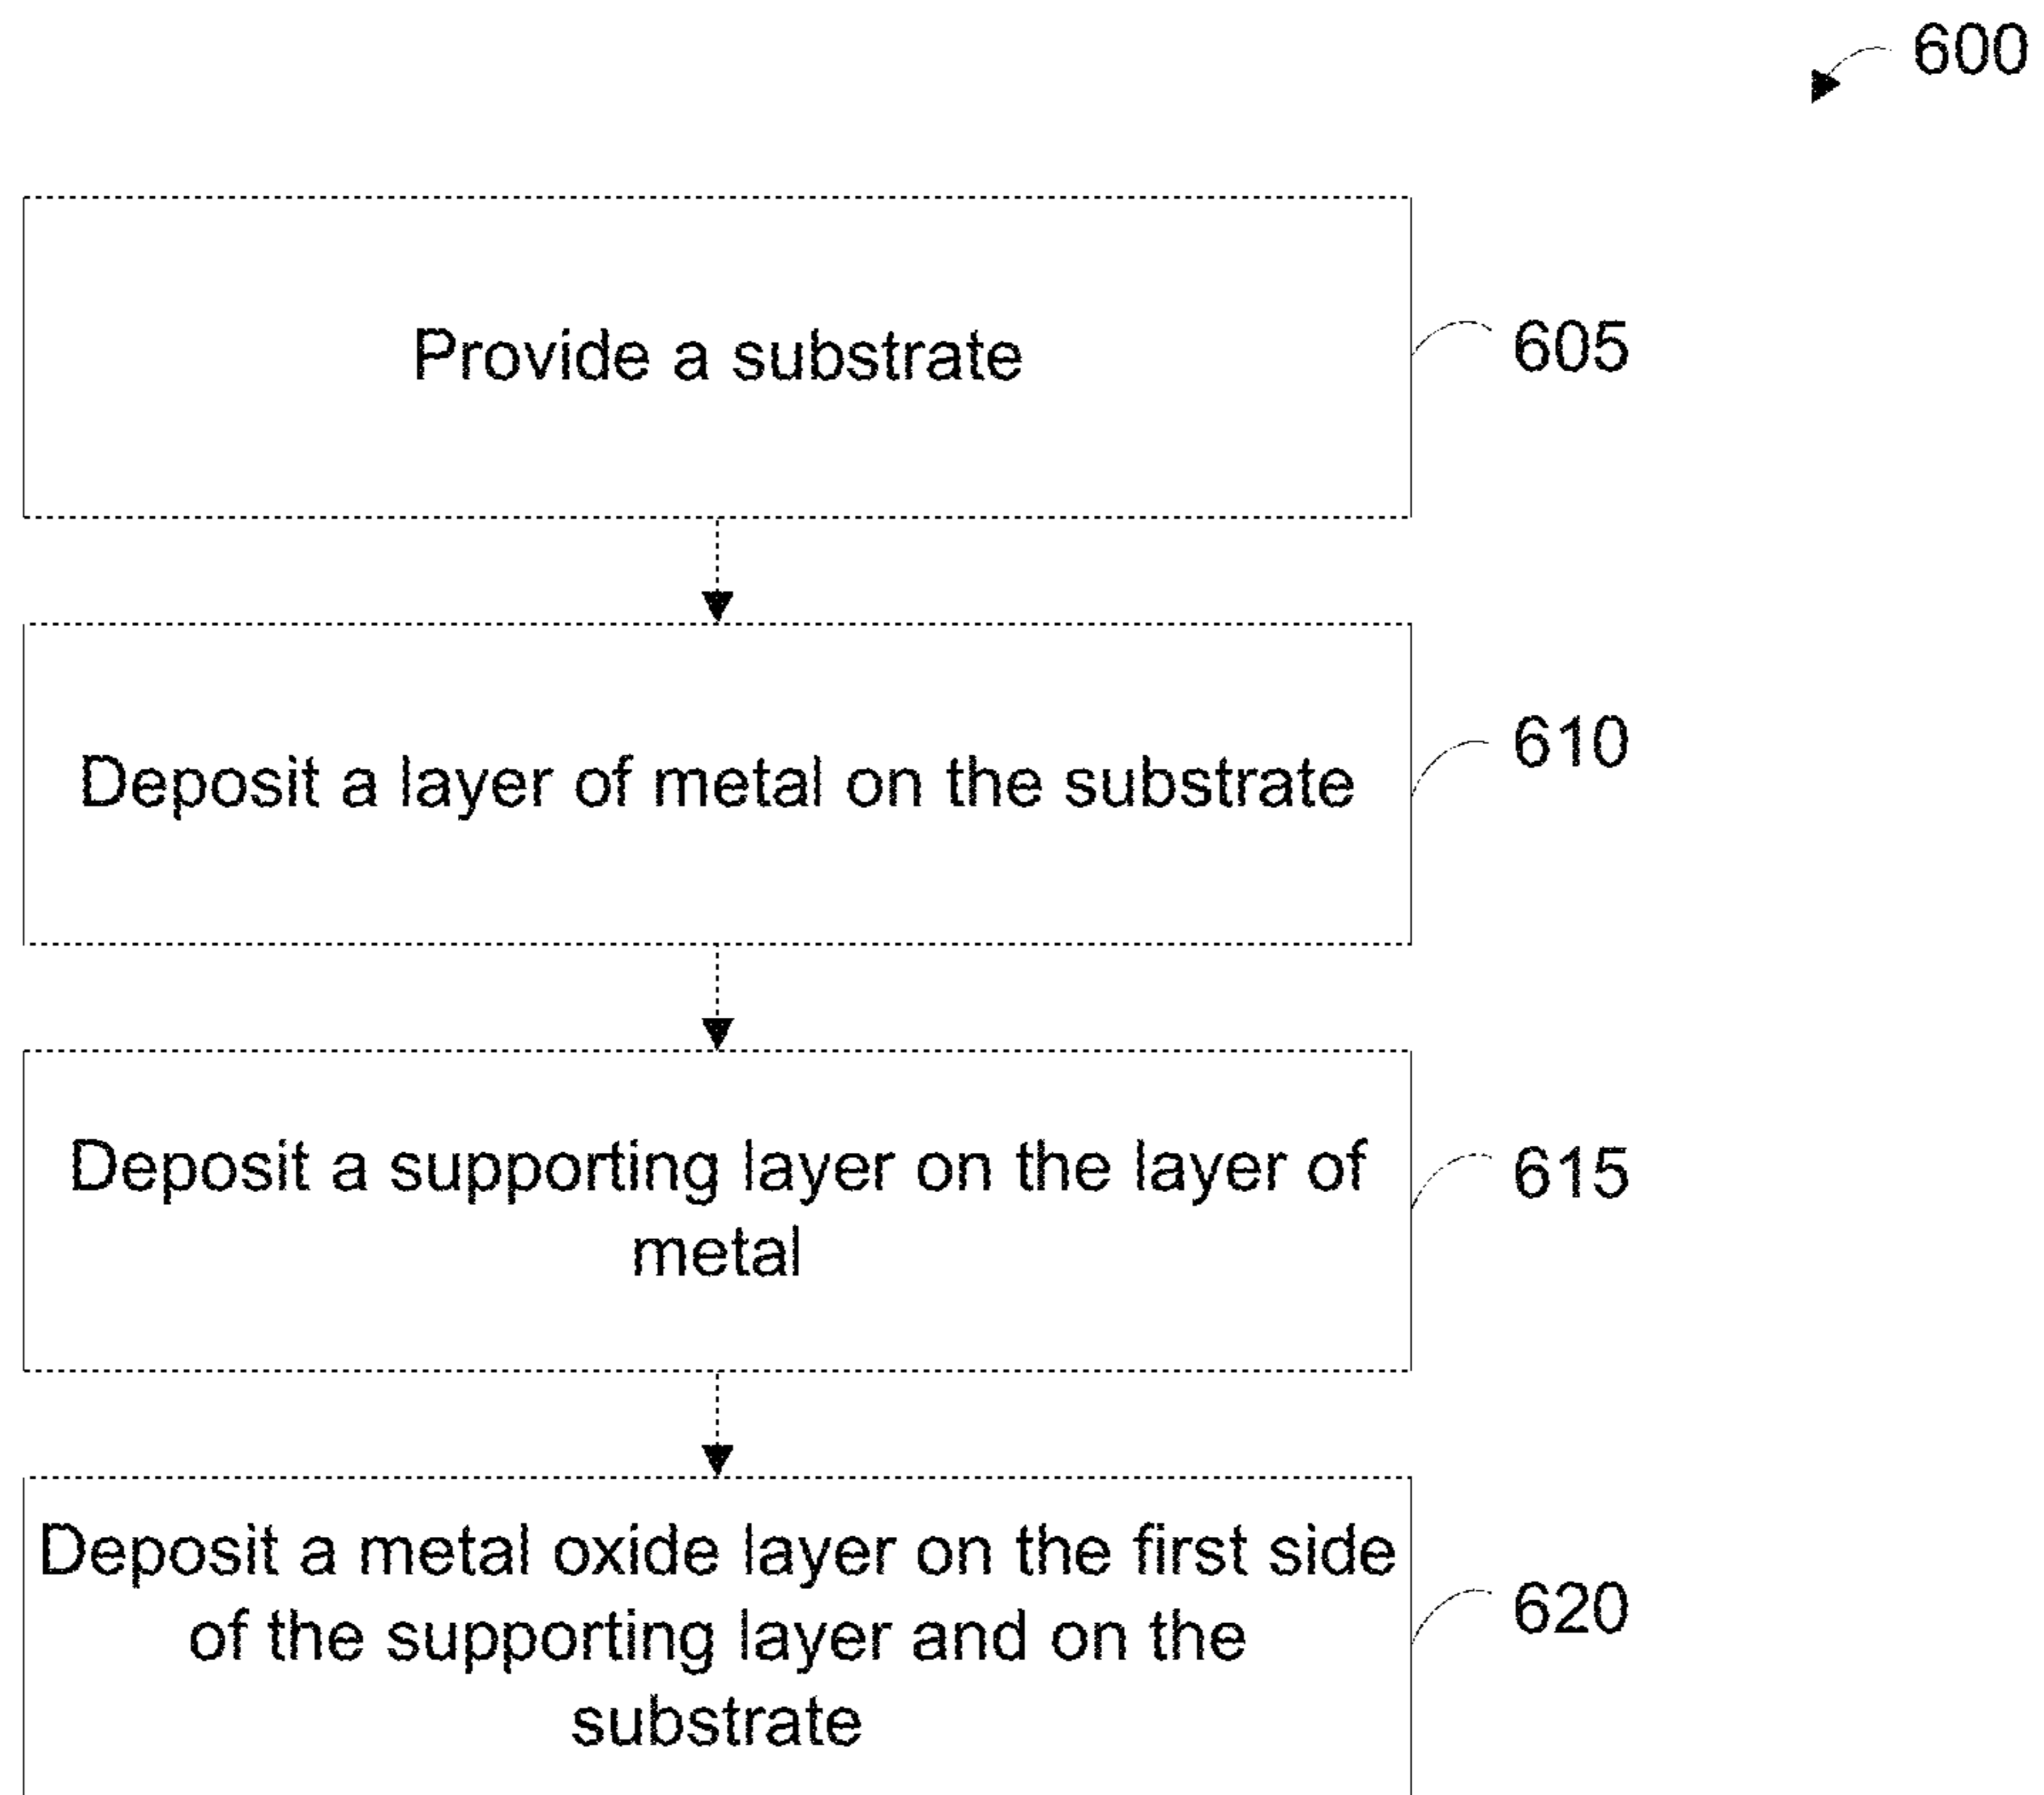 600
Provide a substrate
605
Deposit a layer of metal on the substrate
610
Deposit a supporting layer on the layer of
metal
615
Deposit a metal oxide layer on the first side
of the supporting layer and on the
substrate
620